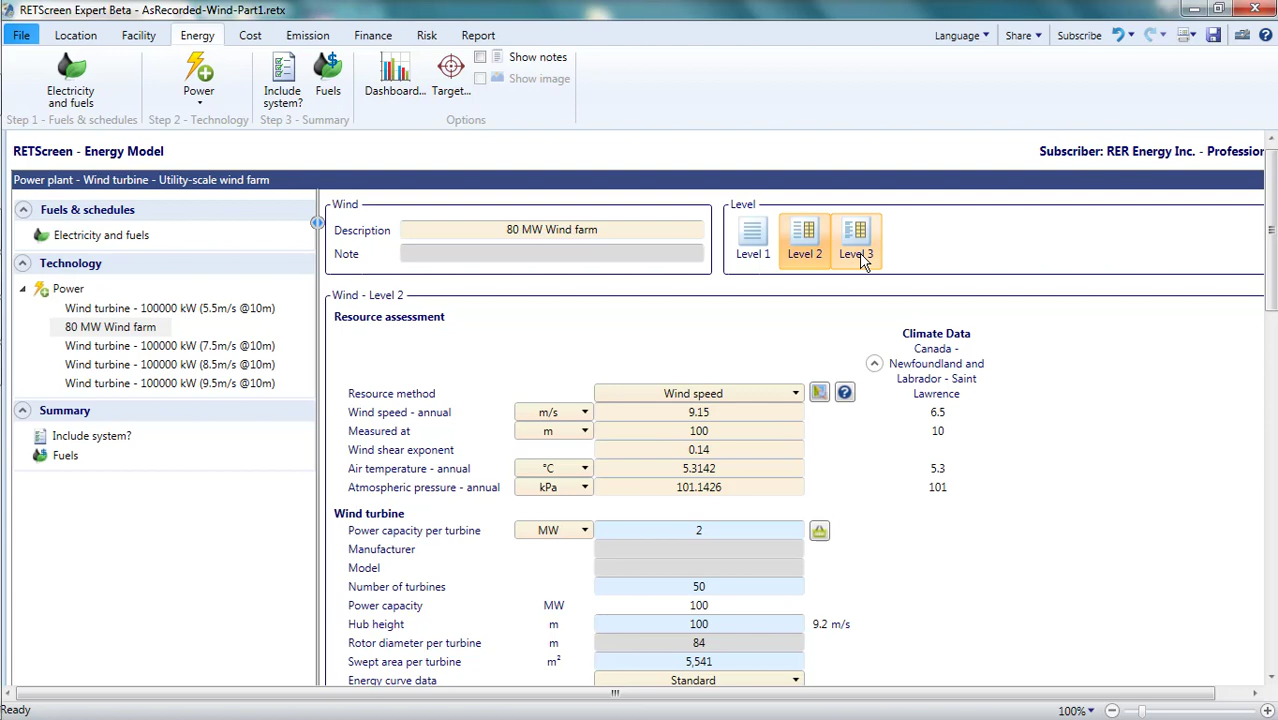 RETScreen Expert Beta - AsRecorded-Wind-Part1.retx
File Location Facility Energy Cost Emission Finance Risk Report Language Share Subscribe
Electricity and fuels
Power
Include system?
Fuels
Dashboard...
Target...
Show notes
Show image
Step 1 - Fuels & schedules Step 2 - Technology Step 3 - Summary Options
RETScreen - Energy Model Subscriber: RER Energy Inc. - Profession
Power plant - Wind turbine - Utility-scale wind farm
Fuels & schedules
Electricity and fuels
Technology
Power
Wind turbine - 100000 kW (5.5m/s @10m)
80 MW Wind farm
Wind turbine - 100000 kW (7.5m/s @10m)
Wind turbine - 100000 kW (8.5m/s @10m)
Wind turbine - 100000 kW (9.5m/s @10m)
Summary
Include system?
Fuels
Wind
Description 80 MW Wind farm
Note
Level
Level 1 Level 2 Level 3
Wind - Level 2
Resource assessment
Climate Data
Canada -
Newfoundland and
Labrador - Saint
Lawrence
Resource method Wind speed
Wind speed - annual m/s 9.15 6.5
Measured at m 100 10
Wind shear exponent 0.14
Air temperature - annual °C 5.3142 5.3
Atmospheric pressure - annual kPa 101.1426 101
Wind turbine
Power capacity per turbine MW 2
Manufacturer
Model
Number of turbines 50
Power capacity MW 100
Hub height m 100 9.2 m/s
Rotor diameter per turbine m 84
Swept area per turbine m² 5,541
Energy curve data Standard
Ready 100%